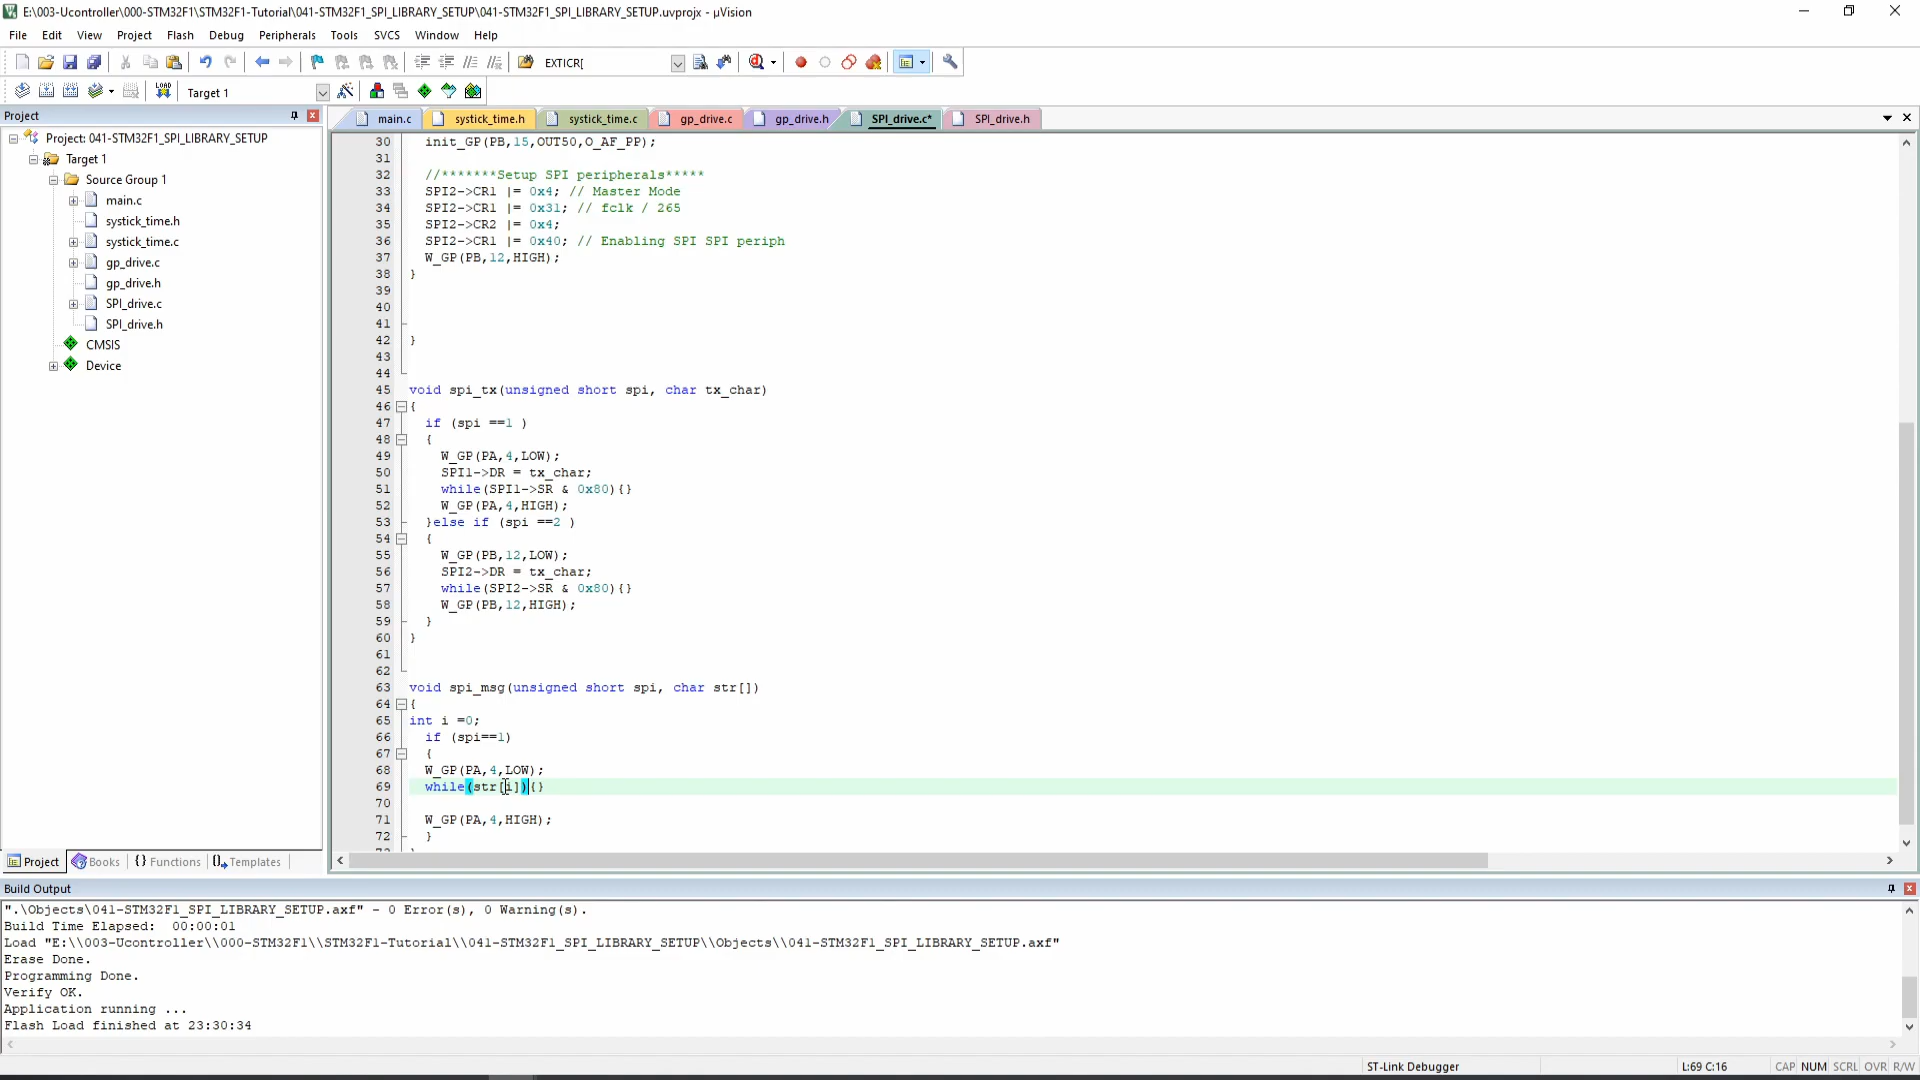 E:\003-Ucontroller\000-STM32F1\STM32F1-Tutorial\041-STM32F1_SPI_LIBRARY_SETUP\041-STM32F1_SPI_LIBRARY_SETUP.uvprojx - µVision
File Edit View Project Flash Debug Peripherals Tools SVCS Window Help
EXTICR[
LOAD Target 1
Project
main.c systick_time.h systick_time.c gp_drive.c gp_drive.h SPI_drive.c* SPI_drive.h
Project: 041-STM32F1_SPI_LIBRARY_SETUP
Target 1
Source Group 1
main.c
systick_time.h
systick_time.c
gp_drive.c
gp_drive.h
SPI_drive.c
SPI_drive.h
CMSIS
Device
30 init_GP(PB,15,OUT50,O_AF_PP);
31
32 //*******Setup SPI peripherals*****
33 SPI2->CR1 |= 0x4; // Master Mode
34 SPI2->CR1 |= 0x31; // fclk / 265
35 SPI2->CR2 |= 0x4;
36 SPI2->CR1 |= 0x40; // Enabling SPI SPI periph
37 W_GP(PB,12,HIGH);
38 }
39
40
41
42 }
43
44
45 void spi_tx(unsigned short spi, char tx_char)
46 {
47 if (spi ==1 )
48 {
49 W_GP(PA,4,LOW);
50 SPI1->DR = tx_char;
51 while(SPI1->SR & 0x80){}
52 W_GP(PA,4,HIGH);
53 }else if (spi ==2 )
54 {
55 W_GP(PB,12,LOW);
56 SPI2->DR = tx_char;
57 while(SPI2->SR & 0x80){}
58 W_GP(PB,12,HIGH);
59 }
60 }
61
62
63 void spi_msg(unsigned short spi, char str[])
64 {
65 int i =0;
66 if (spi==1)
67 {
68 W_GP(PA,4,LOW);
69 while(str[i]){}
70
71 W_GP(PA,4,HIGH);
72 }
Project Books {} Functions Templates
Build Output
".\Objects\041-STM32F1_SPI_LIBRARY_SETUP.axf" - 0 Error(s), 0 Warning(s).
Build Time Elapsed: 00:00:01
Load "E:\\003-Ucontroller\\000-STM32F1\\STM32F1-Tutorial\\041-STM32F1_SPI_LIBRARY_SETUP\\Objects\\041-STM32F1_SPI_LIBRARY_SETUP.axf"
Erase Done.
Programming Done.
Verify OK.
Application running ...
Flash Load finished at 23:30:34
ST-Link Debugger L:69 C:16 CAP NUM SCRL OVR R/W